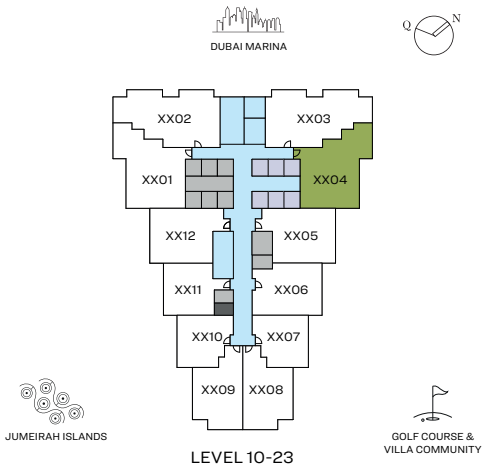 DUBAI MARINA
Q N
XX02 XX03
XX01 XX04
XX12 XX05
XX11 XX06
XX10 XX07
XX09 XX08
JUMEIRAH ISLANDS
GOLF COURSE &
VILLA COMMUNITY
LEVEL 10-23